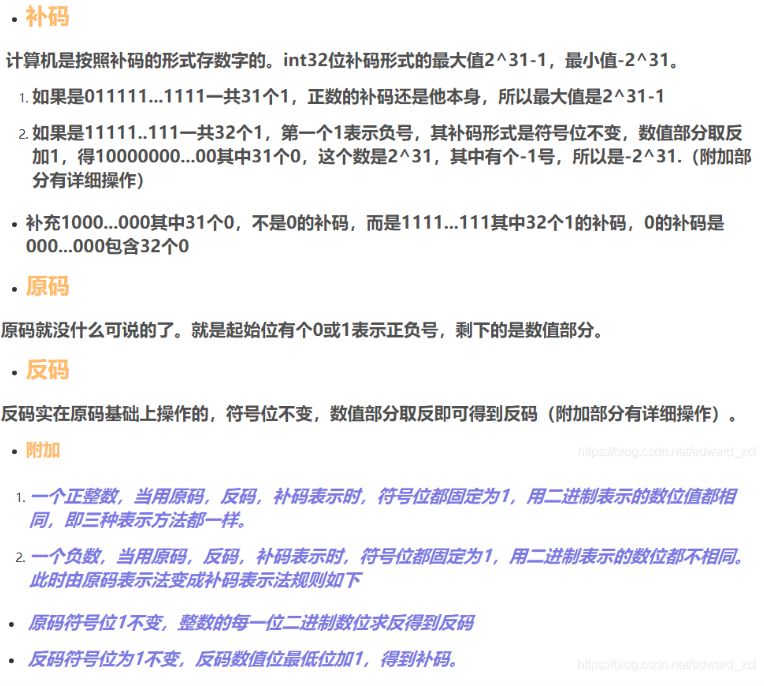 补码
计算机是按照补码的形式存数字的。int32位补码形式的最大值2^31-1，最小值-2^31。
1. 如果是011111...1111一共31个1，正数的补码还是他本身，所以最大值是2^31-1
2. 如果是11111..111一共32个1，第一个1表示负号，其补码形式是符号位不变，数值部分取反
加1，得10000000...00其中31个0，这个数是2^31，其中有个-1号，所以是-2^31.（附加部
分有详细操作）
补充1000...000其中31个0，不是0的补码，而是1111...111其中32个1的补码，0的补码是
000...000包含32个0
原码
原码就没什么可说的了。就是起始位有个0或1表示正负号，剩下的是数值部分。
反码
反码实在原码基础上操作的，符号位不变，数值部分取反即可得到反码（附加部分有详细操作）。
附加
https://blog.csdn.net/edward_zcl
1. 一个正整数，当用原码，反码，补码表示时，符号位都固定为1，用二进制表示的数位值都相
同，即三种表示方法都一样。
2. 一个负数，当用原码，反码，补码表示时，符号位都固定为1，用二进制表示的数位都不相同。
此时由原码表示法变成补码表示法规则如下
原码符号位1不变，整数的每一位二进制数位求反得到反码
反码符号位为1不变，反码数值位最低位加1，得到补码。
https://blog.csdn.net/edward_zcl